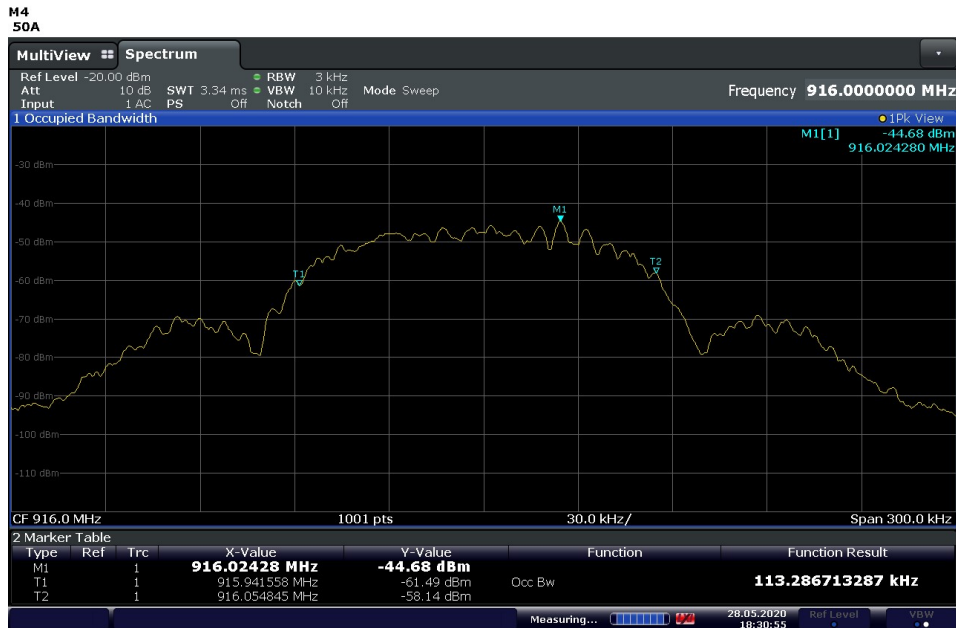 M4
50A
MultiView Spectrum
Ref Level -20.00 dBm RBW 3 kHz
Att 10 dB SWT 3.34 ms VBW 10 kHz Mode Sweep Frequency 916.0000000 MHz
Input 1 AC PS Off Notch Off
1 Occupied Bandwidth 1Pk View
M1[1] -44.68 dBm
916.024280 MHz
-30 dBm
-40 dBm
M1
-50 dBm
T2
T1
-60 dBm
-70 dBm
-80 dBm
-90 dBm
-100 dBm
-110 dBm
CF 916.0 MHz 1001 pts 30.0 kHz/ Span 300.0 kHz
2 Marker Table
Type Ref Trc X-Value Y-Value Function Function Result
M1 1 916.02428 MHz -44.68 dBm
T1 1 915.941558 MHz -61.49 dBm Occ Bw 113.286713287 kHz
T2 1 916.054845 MHz -58.14 dBm
Measuring... 28.05.2020 Ref Level VBW
18:30:55